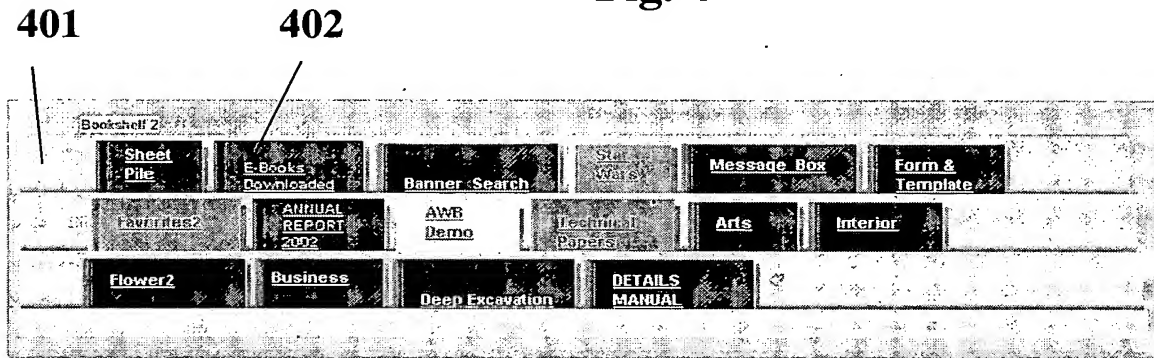 401 402
Bookshelf 2
Sheet
Pile
E-Books
Downloaded
Banner Search
Star
Wars
Message Box
Form &
Template
Favorites2
ANNUAL
REPORT
2002
AWB
Demo
Technical
Papers
Arts
Interior
Flower2
Business
Deep Excavation
DETAILS
MANUAL